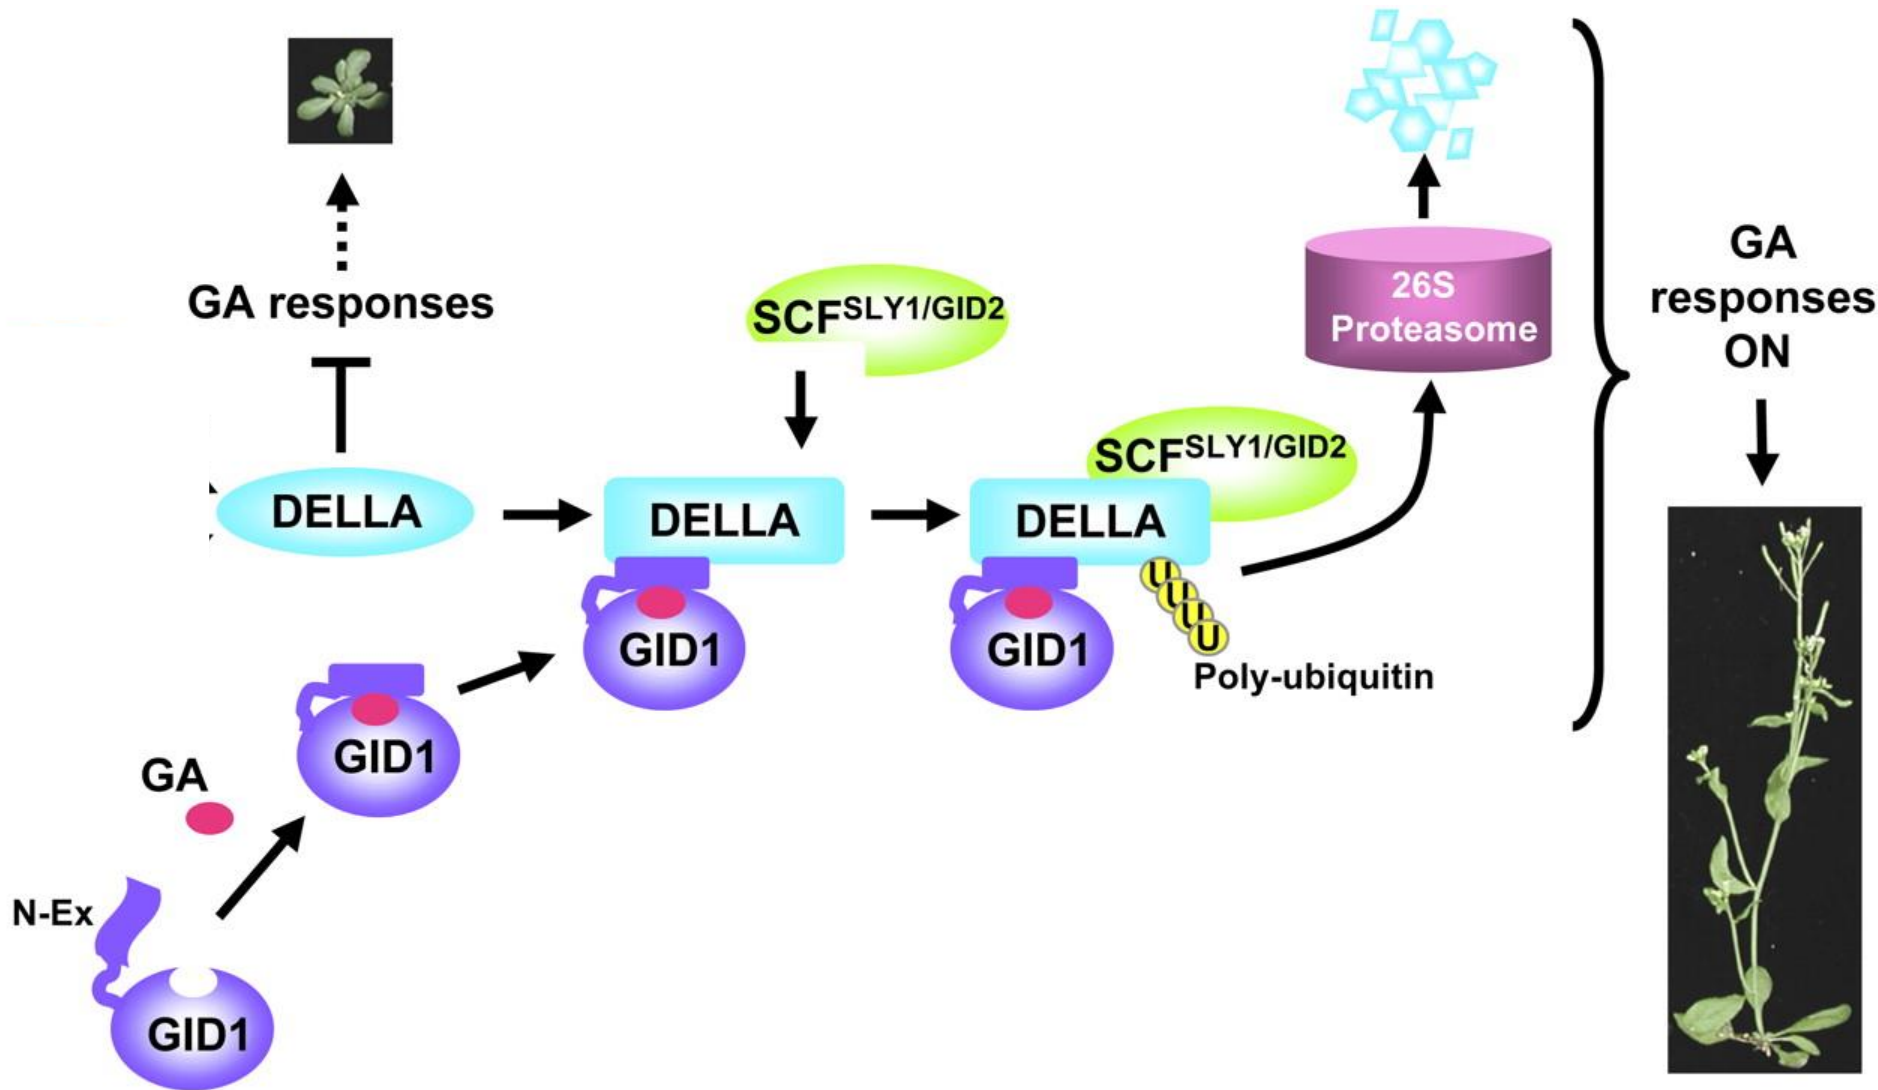 GA responses
DELLA
SCFSLY1/GID2
DELLA
GID1
SCFSLY1/GID2
DELLA
GID1
U
U
U
U
Poly-ubiquitin
26S
Proteasome
GA
responses
ON
GA
GID1
N-Ex
GID1